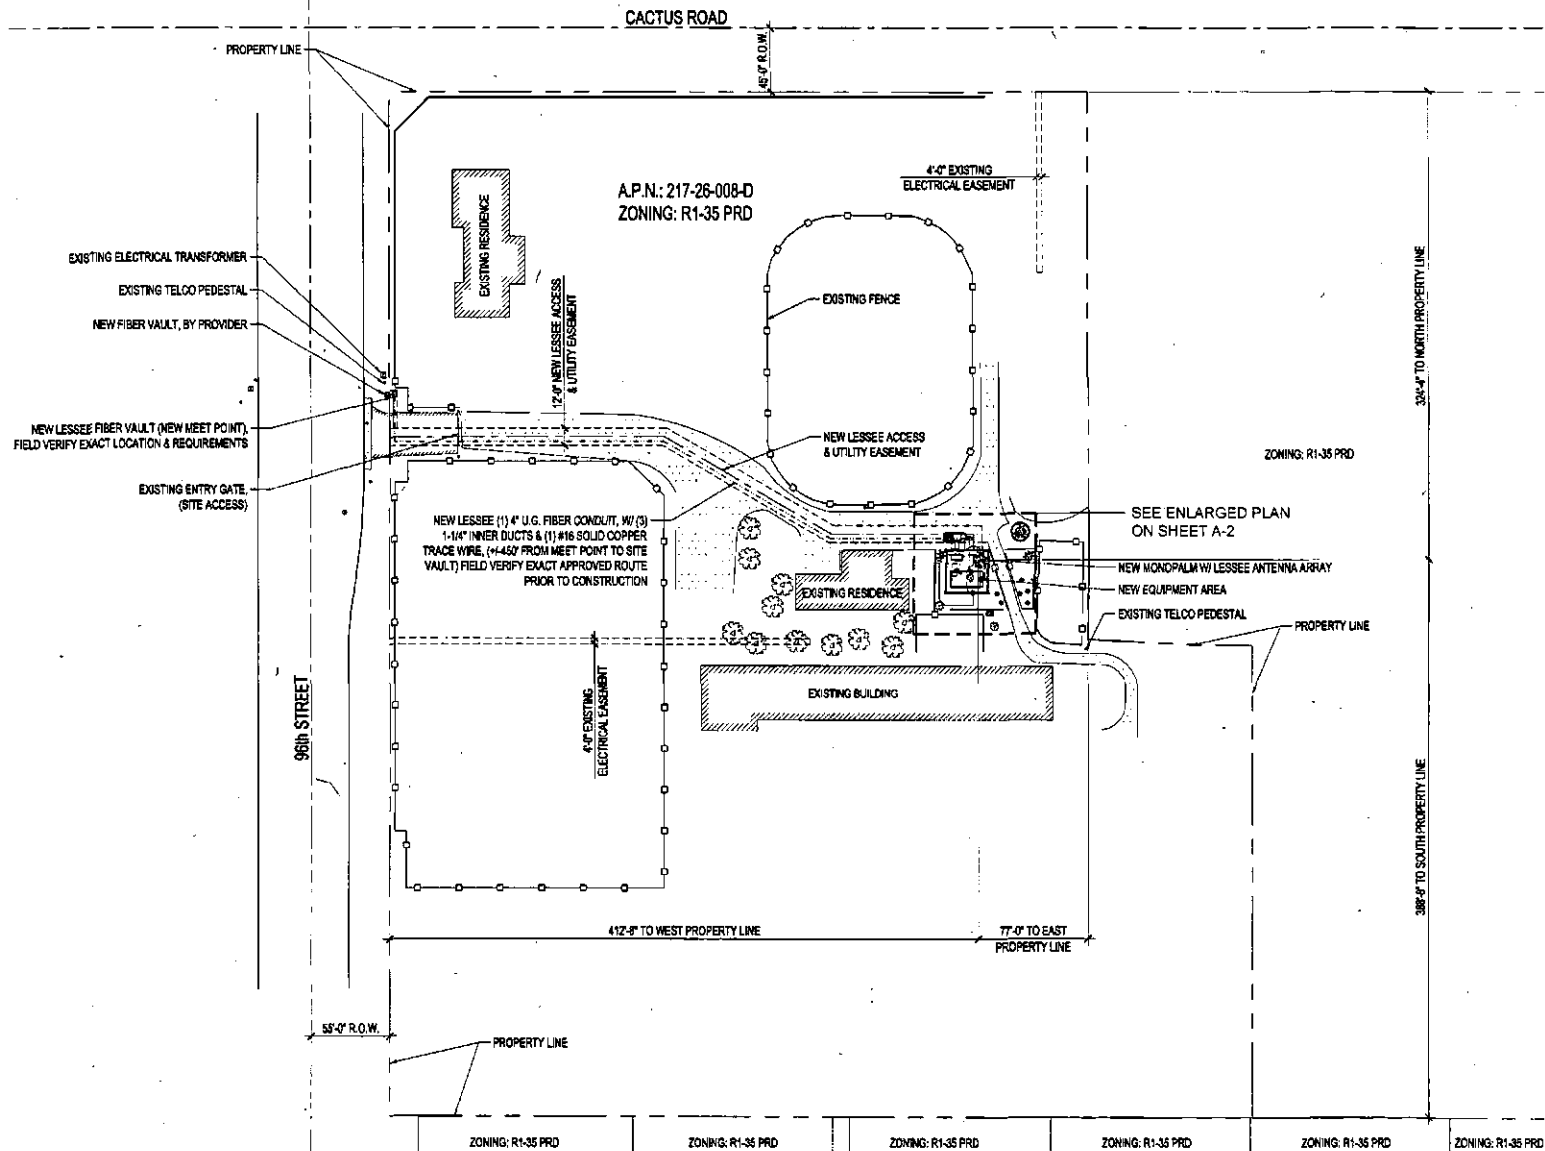 CACTUS ROAD
PROPERTY LINE
45'-0" R.O.W.
A.P.N.: 217-26-008-D
ZONING: R1-35 PRD
4'-0" EXISTING
ELECTRICAL EASEMENT
EXISTING RESIDENCE
EXISTING ELECTRICAL TRANSFORMER
EXISTING TELCO PEDESTAL
NEW FIBER VAULT, BY PROVIDER
12'-0" NEW LESSEE ACCESS
& UTILITY EASEMENT
EXISTING FENCE
324'-4" TO NORTH PROPERTY LINE
NEW LESSEE FIBER VAULT (NEW MEET POINT),
FIELD VERIFY EXACT LOCATION & REQUIREMENTS
NEW LESSEE ACCESS
& UTILITY EASEMENT
ZONING: R1-35 PRD
EXISTING ENTRY GATE,
(SITE ACCESS)
NEW LESSEE (1) 4" U.G. FIBER CONDUIT, W/ (3)
1-1/4" INNER DUCTS & (1) #16 SOLID COPPER
TRACE WIRE, (+/-450' FROM MEET POINT TO SITE
VAULT) FIELD VERIFY EXACT APPROVED ROUTE
PRIOR TO CONSTRUCTION
SEE ENLARGED PLAN
ON SHEET A-2
NEW MONOPALM W/ LESSEE ANTENNA ARRAY
NEW EQUIPMENT AREA
EXISTING RESIDENCE
EXISTING TELCO PEDESTAL
PROPERTY LINE
4'-0" EXISTING
ELECTRICAL EASEMENT
EXISTING BUILDING
96th STREET
TO SOUTH PROPERTY LINE
412'-8" TO WEST PROPERTY LINE
77'-0" TO EAST
PROPERTY LINE
55'-0" R.O.W.
PROPERTY LINE
ZONING: R1-35 PRD
ZONING: R1-35 PRD
ZONING: R1-35 PRD
ZONING: R1-35 PRD
ZONING: R1-35 PRD
ZONING: R1-35 PRD